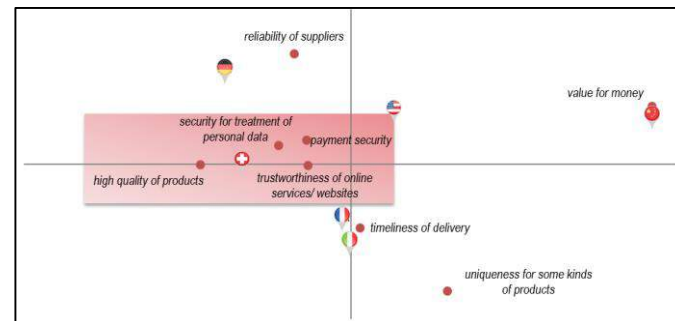 reliability of suppliers
value for money
security for treatment of
personal data
payment security
high quality of products
trustworthiness of online
services/ websites
timeliness of delivery
uniqueness for some kinds
of products